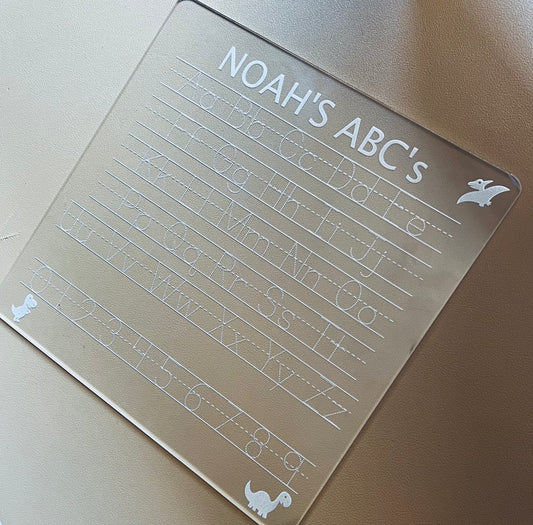 NOAH'S ABC's
Aa Bb Cc Dd Ee
Ff Gg Hh Ii Jj
Kk Ll Mm Nn Oo
Pp Qq Rr Ss Tt
Uu Vv Ww Xx Yy Zz
0 1 2 3 4 5 6 7 8 9